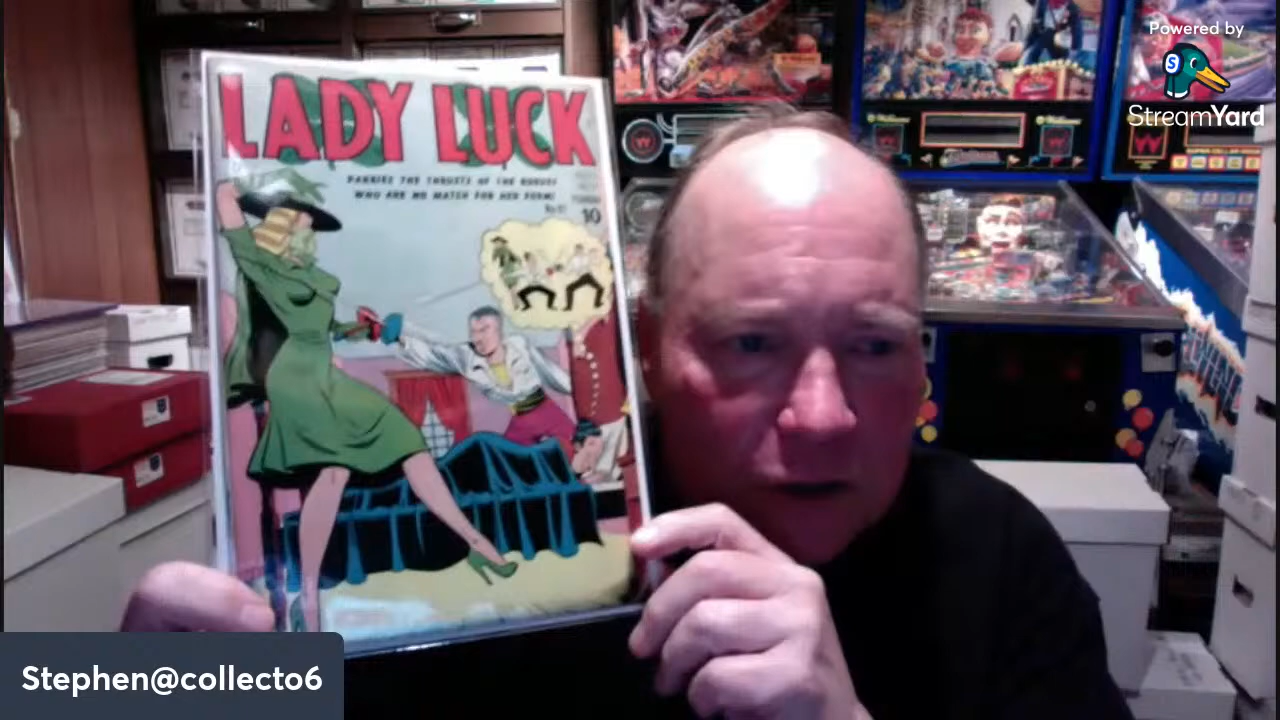 Powered by
StreamYard
LADY LUCK
PARRIES THE THRUSTS OF THE ROGUES
WHO ARE NO MATCH FOR HER FORM!
10
Stephen@collecto6